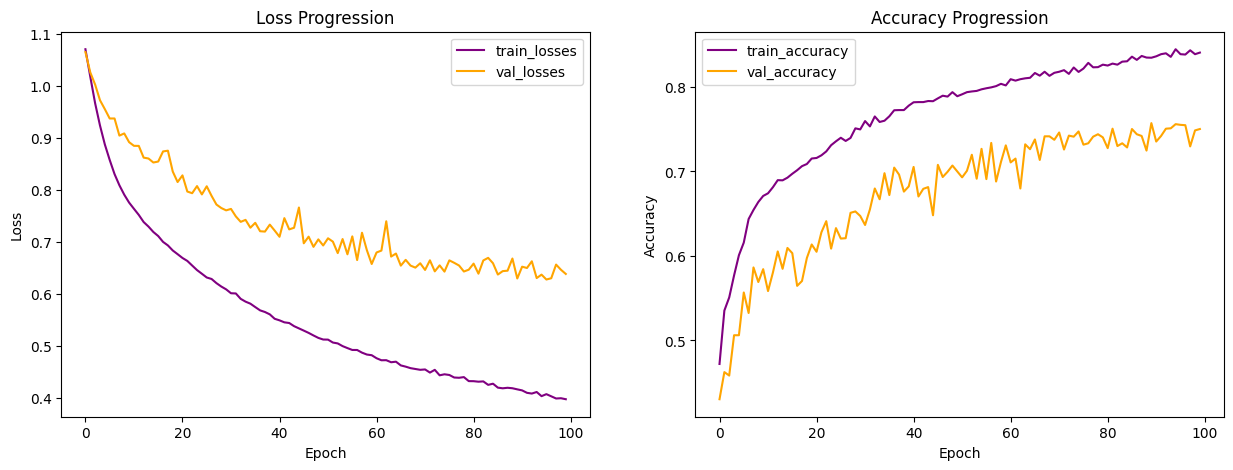 Loss Progression
1.1
1.0
0.9
0.8
0.7
0.6
0.5
0.4
Loss
0
20
40
60
80
100
Epoch
train_losses
val_losses
Accuracy Progression
0.8
0.7
0.6
0.5
Accuracy
0
20
40
60
80
100
Epoch
train_accuracy
val_accuracy